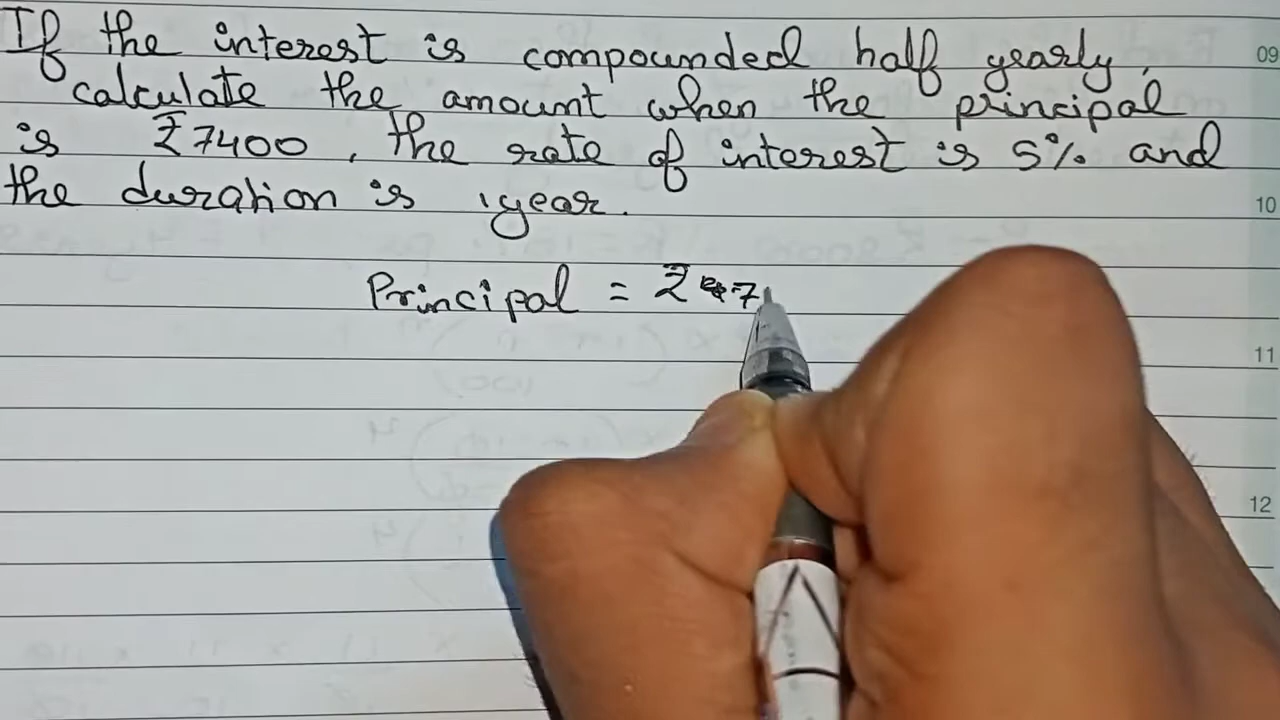 If the interest is compounded half yearly,
calculate the amount when the principal
is ₹7400, the rate of interest is 5% and
the duration is 1year.
Principal = ₹ 7
09
10
11
12